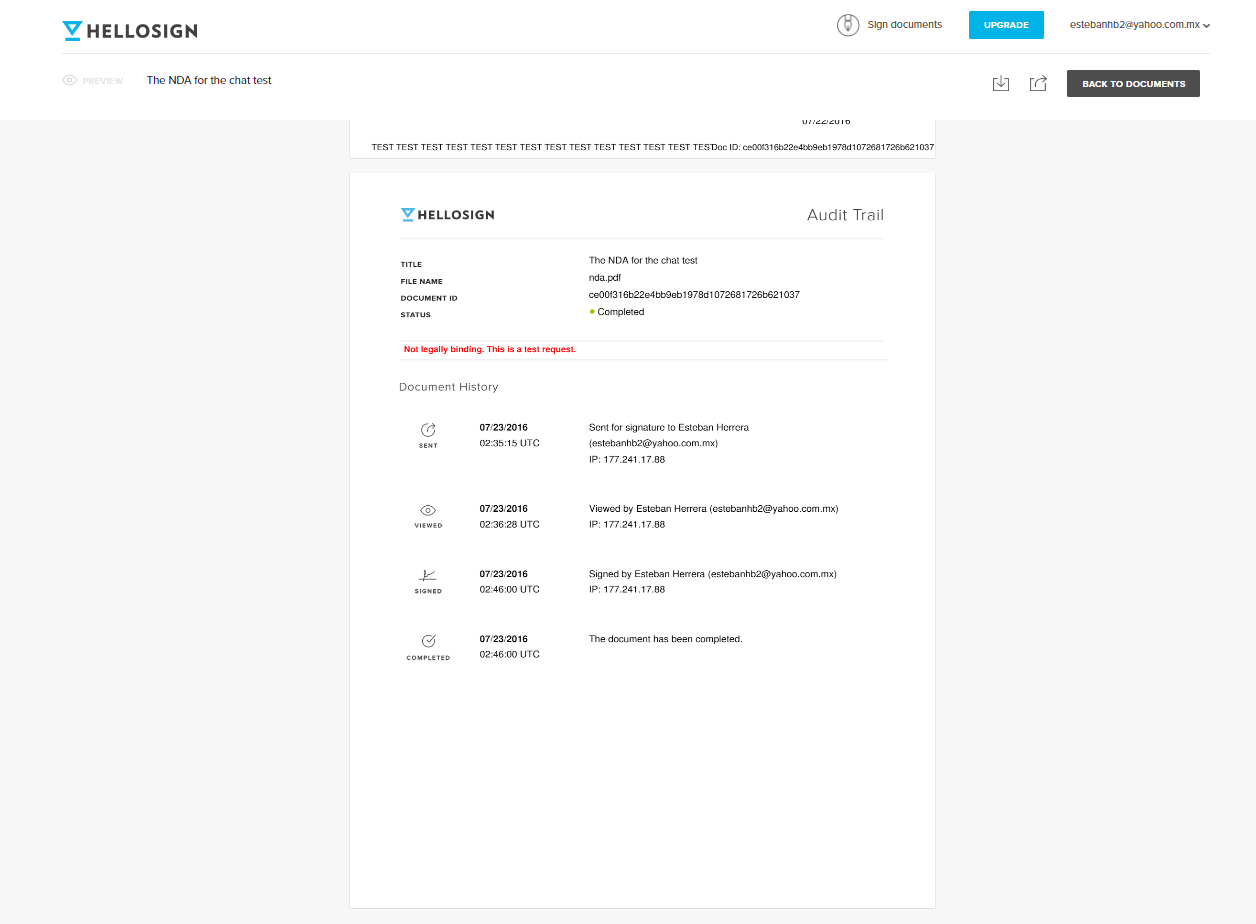 HELLOSIGN
Sign documents
UPGRADE
estebanhb2@yahoo.com.mx
PREVIEW
The NDA for the chat test
BACK TO DOCUMENTS
07/22/2016
TEST TEST TEST TEST TEST TEST TEST TEST TEST TEST TEST TEST TEST TEST Doc ID: ce00f316b22e4bb9eb1978d1072681726b621037
HELLOSIGN
Audit Trail
TITLE The NDA for the chat test
FILE NAME nda.pdf
DOCUMENT ID ce00f316b22e4bb9eb1978d1072681726b621037
STATUS Completed
Not legally binding. This is a test request.
Document History
SENT
07/23/2016
02:35:15 UTC
Sent for signature to Esteban Herrera
(estebanhb2@yahoo.com.mx)
IP: 177.241.17.88
VIEWED
07/23/2016
02:36:28 UTC
Viewed by Esteban Herrera (estebanhb2@yahoo.com.mx)
IP: 177.241.17.88
SIGNED
07/23/2016
02:46:00 UTC
Signed by Esteban Herrera (estebanhb2@yahoo.com.mx)
IP: 177.241.17.88
COMPLETED
07/23/2016
02:46:00 UTC
The document has been completed.